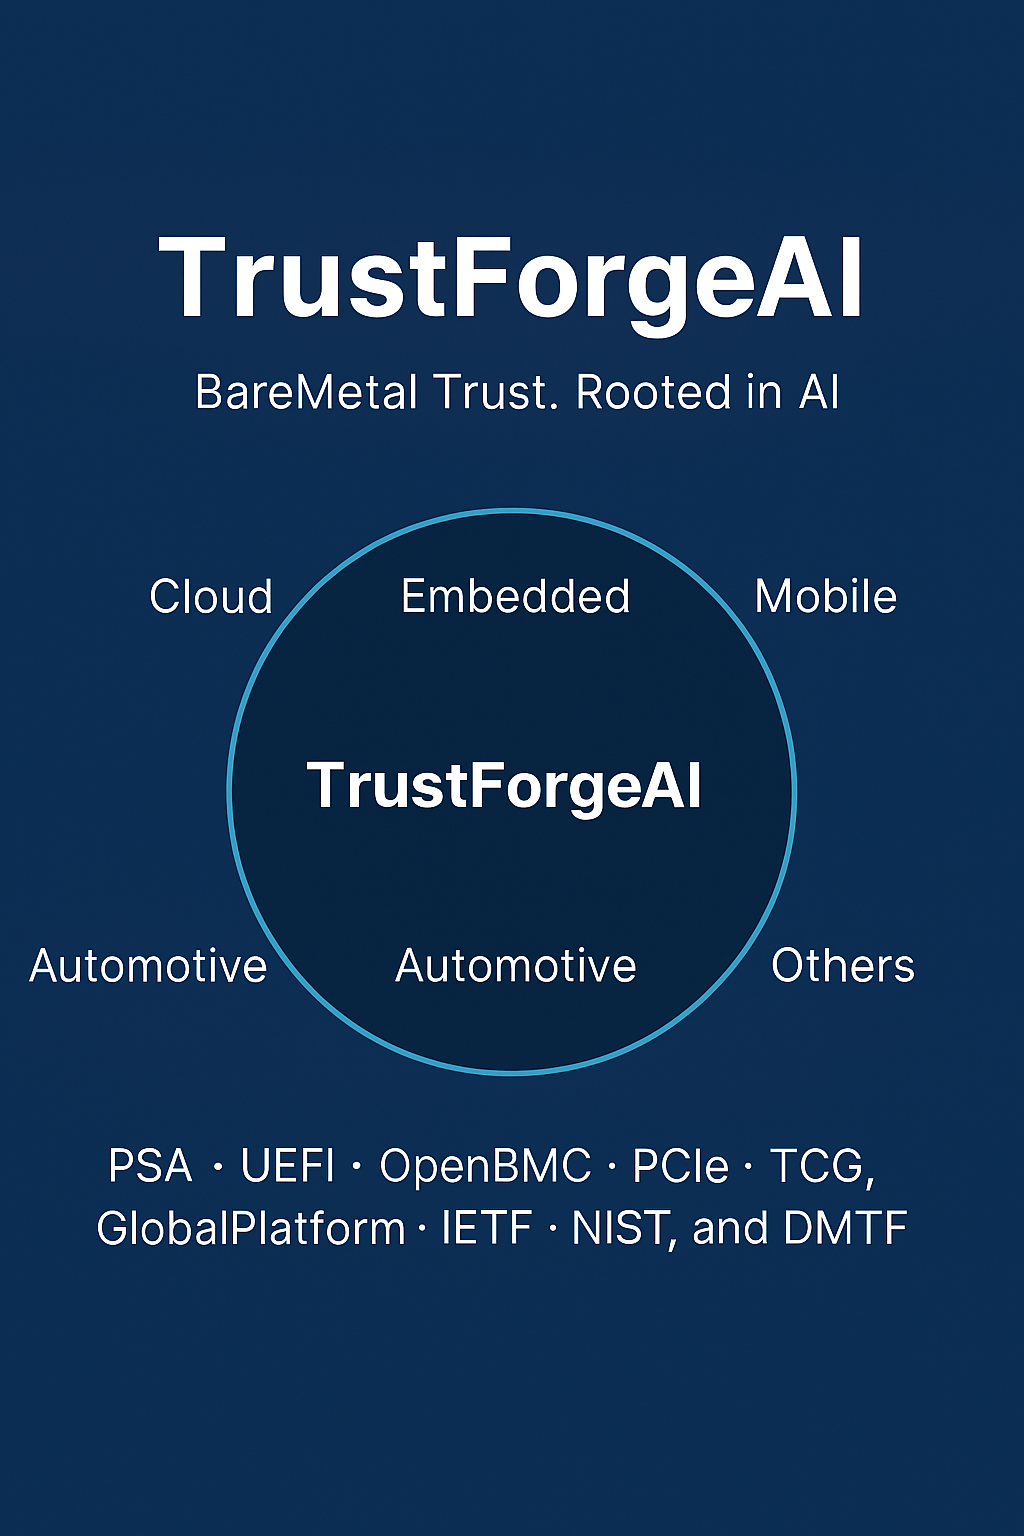 TrustForgeAI
BareMetal Trust. Rooted in AI
Cloud Embedded Mobile
TrustForgeAI
Automotive Automotive Others
PSA · UEFI · OpenBMC · PCIe · TCG,
GlobalPlatform · IETF · NIST, and DMTF